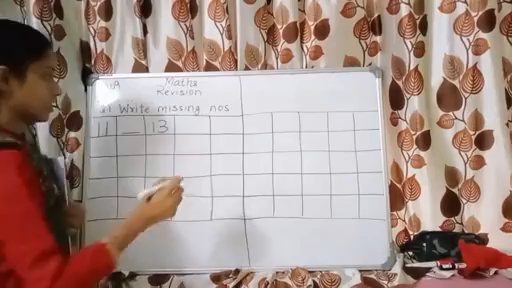 Maths
Revision
Write missing nos
11 _ 13